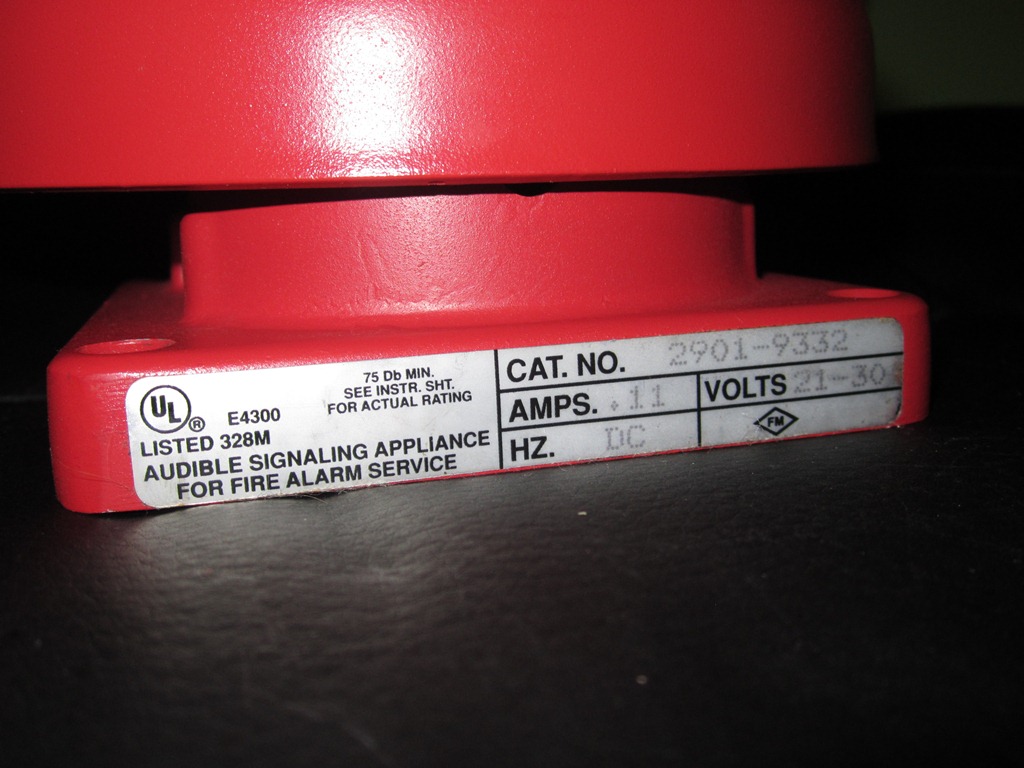 UL ® E4300
75 Db MIN.
SEE INSTR. SHT.
FOR ACTUAL RATING
LISTED 328M
AUDIBLE SIGNALING APPLIANCE
FOR FIRE ALARM SERVICE
CAT. NO. 2901-9332
AMPS. .11 VOLTS 21-30
HZ. DC FM